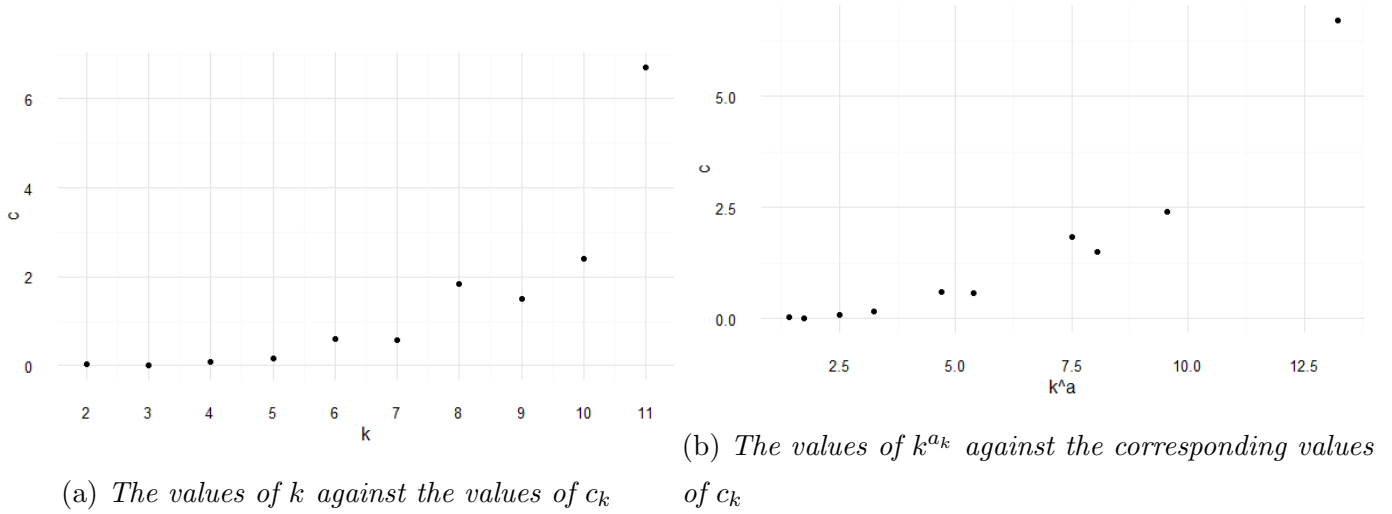 6
4
2
0
c
2 3 4 5 6 7 8 9 10 11
k
(a) The values of k against the values of c_k
5.0
2.5
0.0
c
2.5 5.0 7.5 10.0 12.5
k^a
(b) The values of k^{a_k} against the corresponding values
of c_k